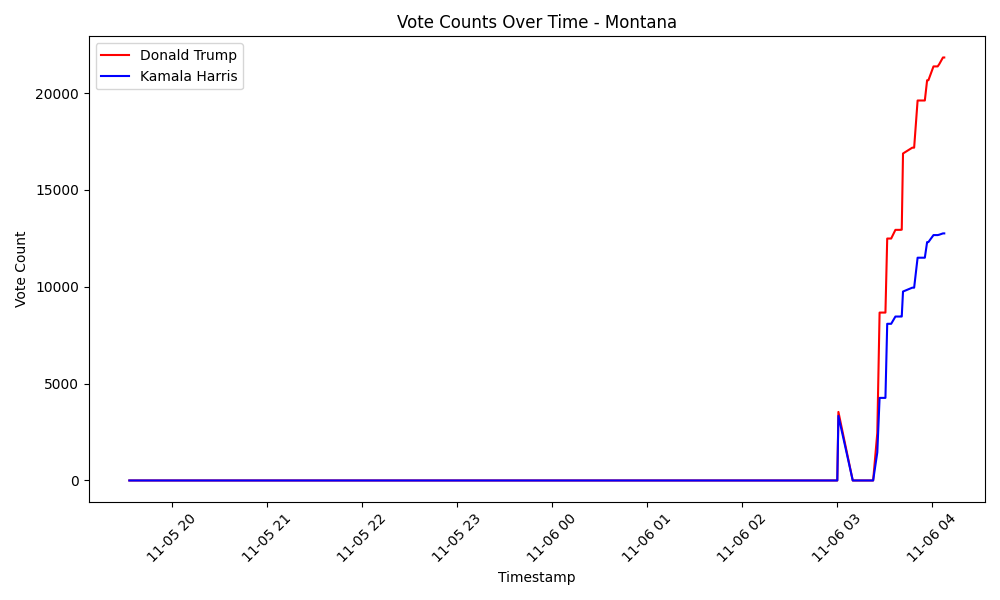 Vote Counts Over Time - Montana
Donald Trump
Kamala Harris
Vote Count
20000
15000
10000
5000
0
11-05 20
11-05 21
11-05 22
11-05 23
11-06 00
11-06 01
11-06 02
11-06 03
11-06 04
Timestamp